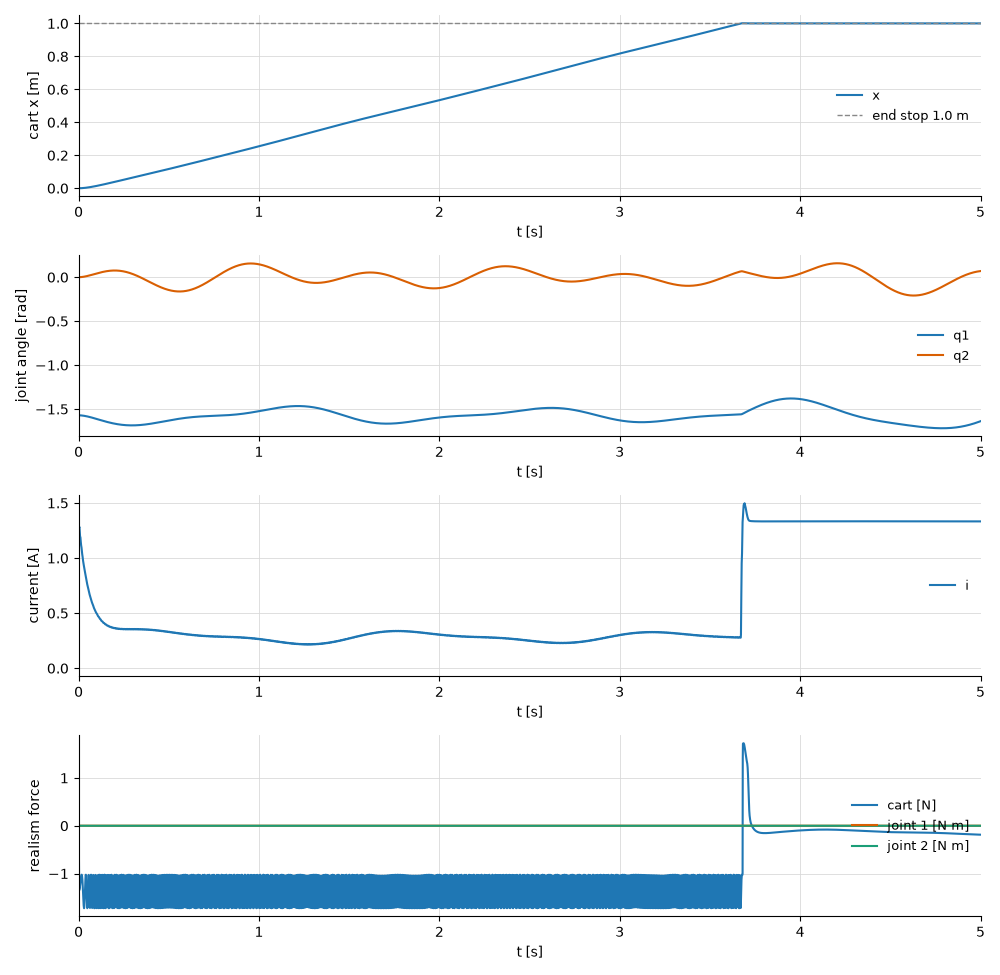 cart x [m]
1.0
0.8
0.6
0.4
0.2
0.0
x
end stop 1.0 m
0 1 2 3 4 5
t [s]
joint angle [rad]
0.0
−0.5
−1.0
−1.5
q1
q2
0 1 2 3 4 5
t [s]
current [A]
1.5
1.0
0.5
0.0
i
0 1 2 3 4 5
t [s]
realism force
1
0
−1
cart [N]
joint 1 [N m]
joint 2 [N m]
0 1 2 3 4 5
t [s]